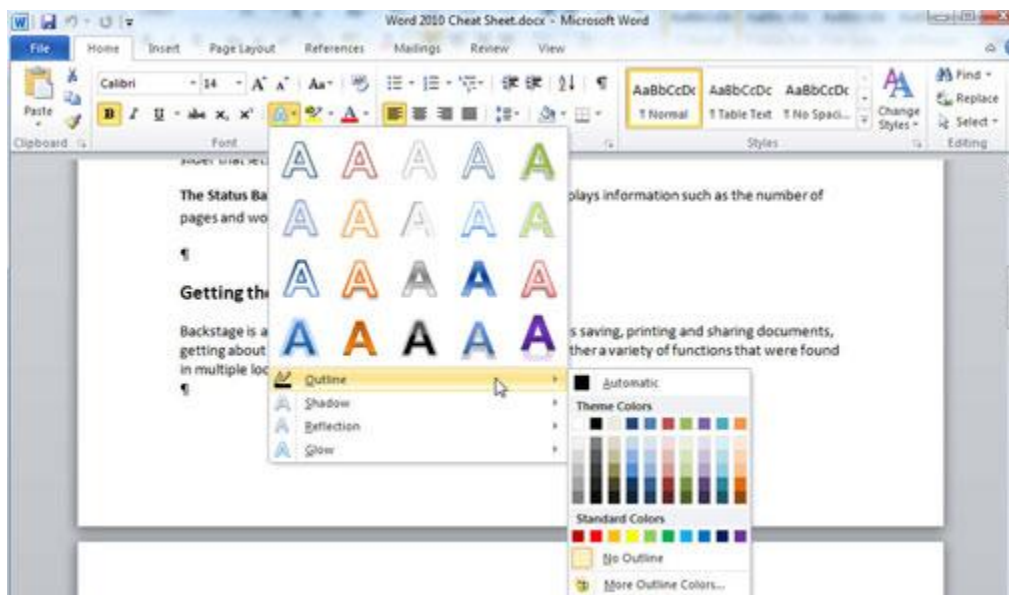 Word 2010 Cheat Sheet.docx - Microsoft Word
File Home Insert Page Layout References Mailings Review View
Calibri 14
Paste
Clipboard
Font
AaBbCcDc AaBbCcDc AaBbCcDc
¶ Normal ¶ Table Text ¶ No Spaci...
Change Styles
Styles
Find
Replace
Select
Editing
The Status Ba
plays information such as the number of
pages and wo
¶
Getting the
Backstage is a
s saving, printing and sharing documents,
getting about
ther a variety of functions that were found
in multiple loc
¶
Outline
Shadow
Reflection
Glow
Automatic
Theme Colors
Standard Colors
No Outline
More Outline Colors...